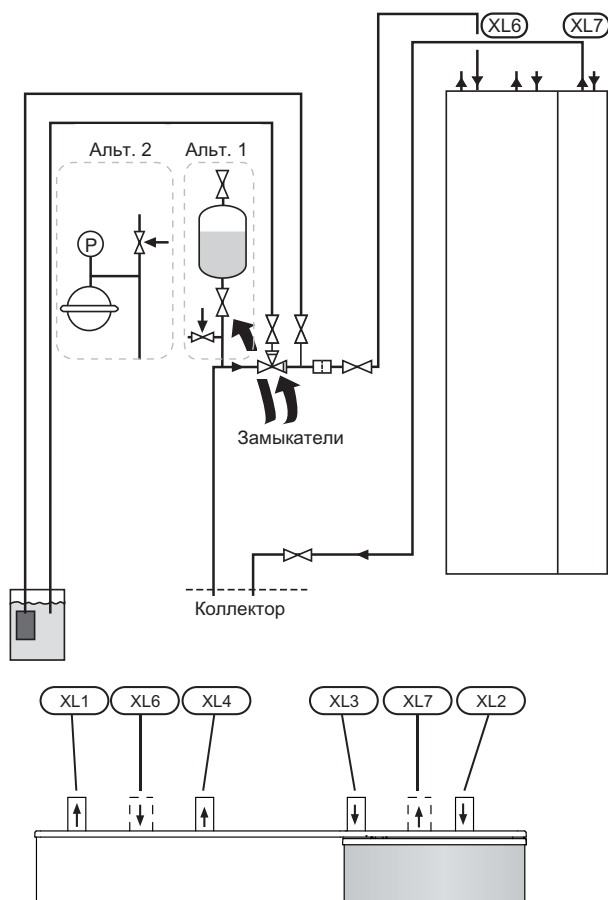 XL6 XL7
Альт. 2 Альт. 1
P
Замыкатели
Коллектор
XL1 XL6 XL4 XL3 XL7 XL2